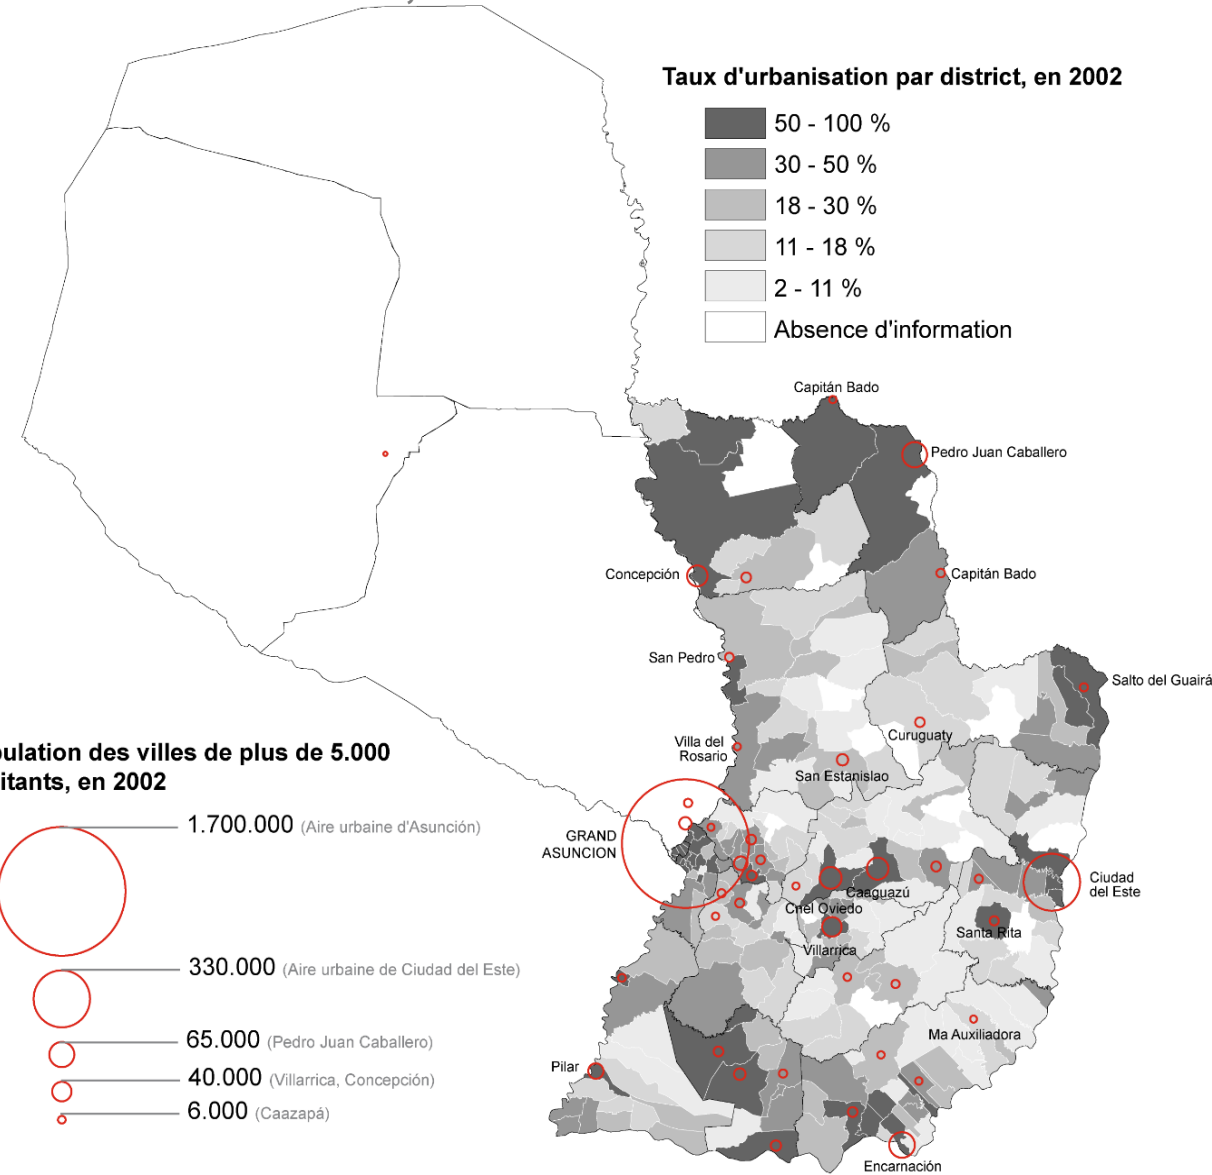 Taux d'urbanisation par district, en 2002
50 - 100 %
30 - 50 %
18 - 30 %
11 - 18 %
2 - 11 %
Absence d'information
Capitán Bado
Pedro Juan Caballero
Concepción
Capitán Bado
San Pedro
Salto del Guairá
Curuguaty
Villa del
Rosario
San Estanislao
GRAND
ASUNCION
Ciudad
del Este
Caaguazú
Cnel Oviedo
Santa Rita
Villarrica
Ma Auxiliadora
Pilar
Encarnación
pulation des villes de plus de 5.000
itants, en 2002
1.700.000 (Aire urbaine d'Asunción)
330.000 (Aire urbaine de Ciudad del Este)
65.000 (Pedro Juan Caballero)
40.000 (Villarrica, Concepción)
6.000 (Caazapá)